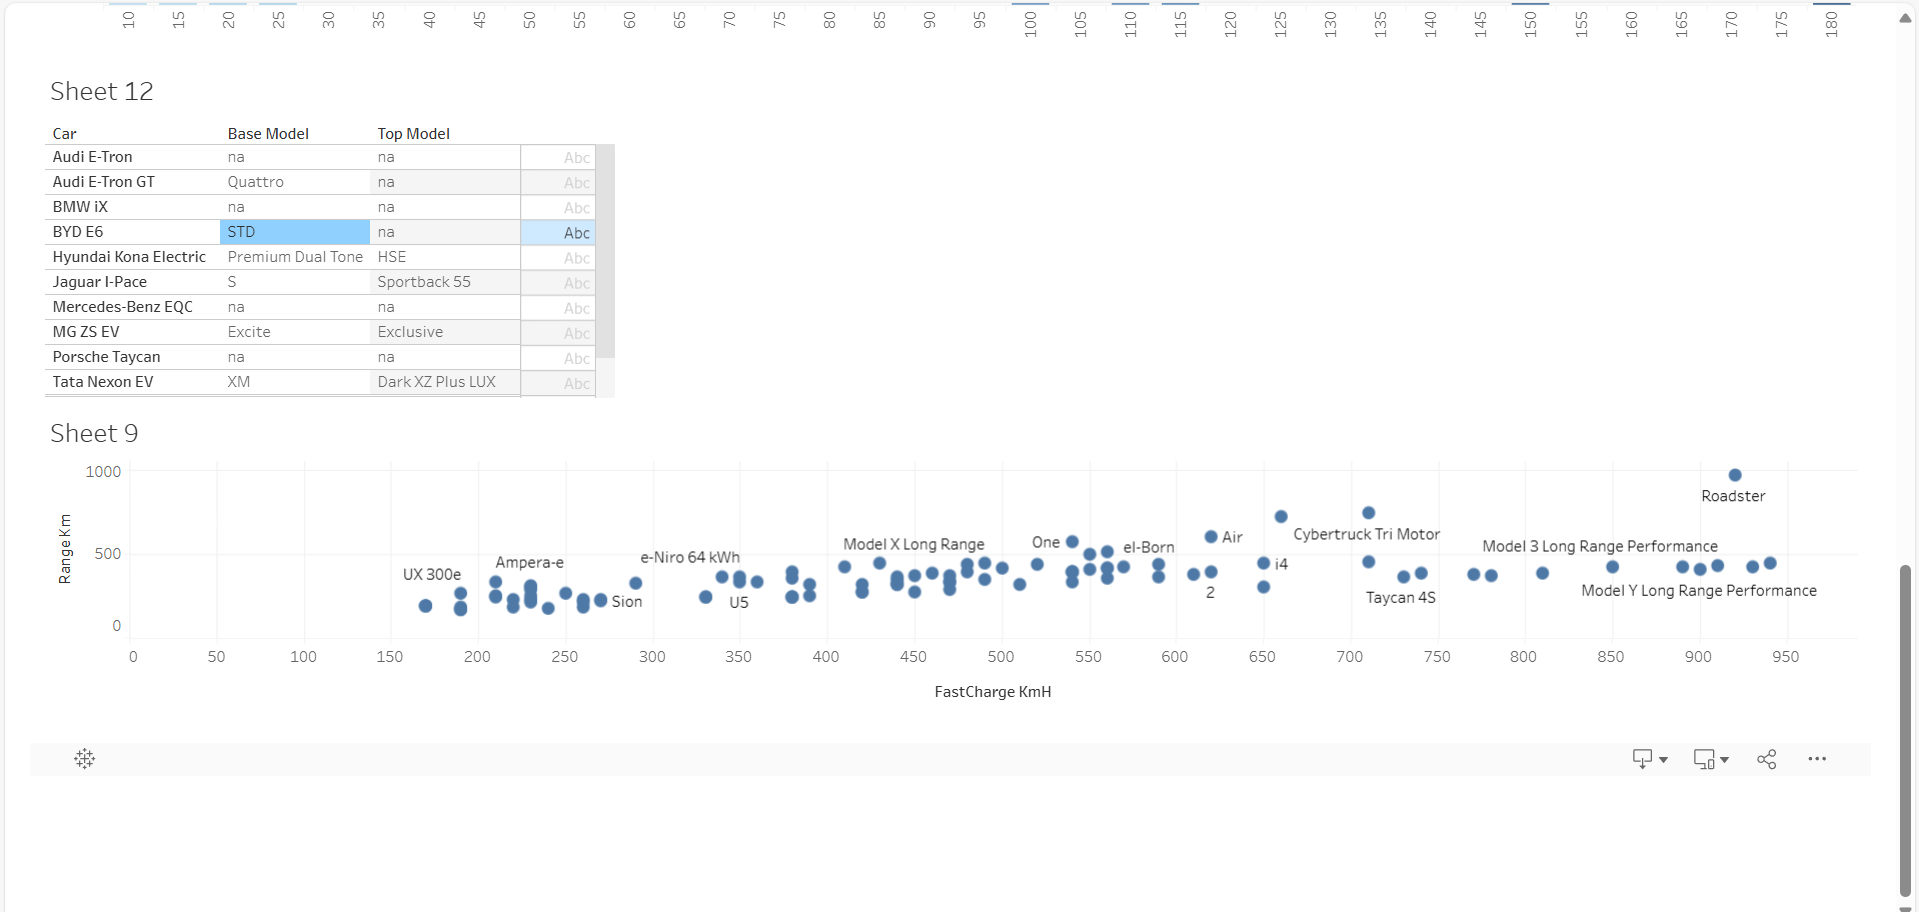 10 15 20 25 30 35 40 45 50 55 60 65 70 75 80 85 90 95 100 105 110 115 120 125 130 135 140 145 150 155 160 165 170 175 180
Sheet 12
Car Base Model Top Model
Audi E-Tron na na Abc
Audi E-Tron GT Quattro na Abc
BMW iX na na Abc
BYD E6 STD na Abc
Hyundai Kona Electric Premium Dual Tone HSE Abc
Jaguar I-Pace S Sportback 55 Abc
Mercedes-Benz EQC na na Abc
MG ZS EV Excite Exclusive Abc
Porsche Taycan na na Abc
Tata Nexon EV XM Dark XZ Plus LUX Abc
Sheet 9
1000
Roadster
Range Km
Cybertruck Tri Motor
Air
One
Model X Long Range
el-Born
Model 3 Long Range Performance
500
e-Niro 64 kWh
Ampera-e
i4
UX 300e
Model Y Long Range Performance
2
Taycan 4S
Sion
U5
0
0 50 100 150 200 250 300 350 400 450 500 550 600 650 700 750 800 850 900 950
FastCharge KmH